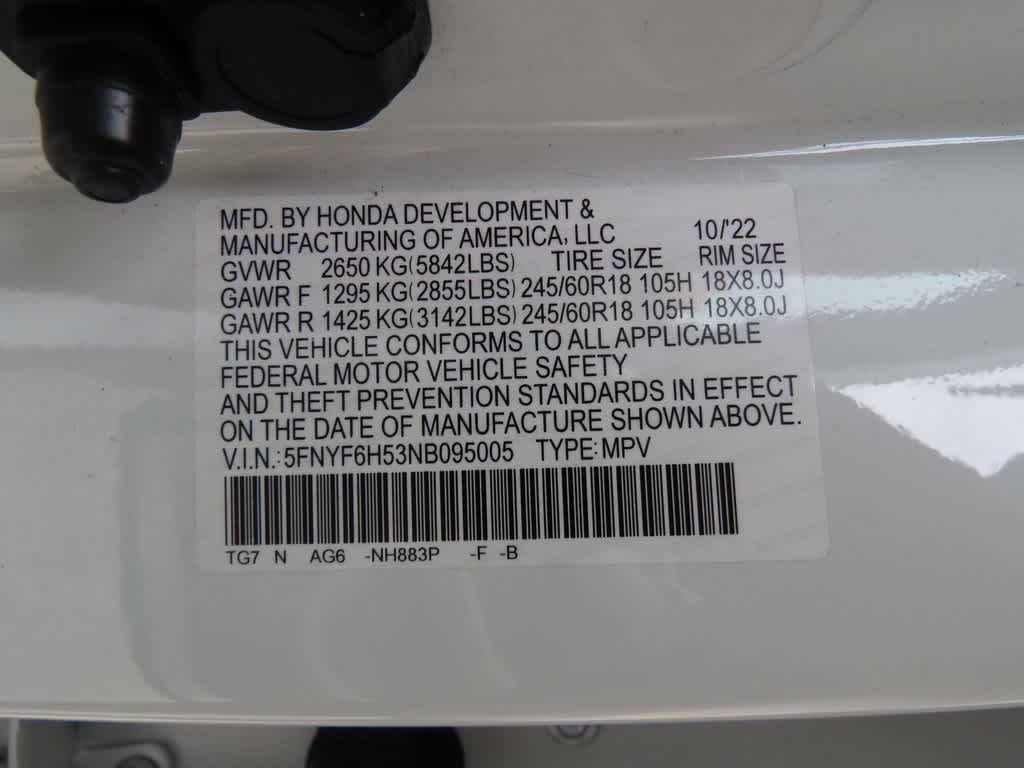 MFD. BY HONDA DEVELOPMENT &
MANUFACTURING OF AMERICA, LLC 10/'22
GVWR 2650 KG(5842LBS) TIRE SIZE RIM SIZE
GAWR F 1295 KG(2855LBS) 245/60R18 105H 18X8.0J
GAWR R 1425 KG(3142LBS) 245/60R18 105H 18X8.0J
THIS VEHICLE CONFORMS TO ALL APPLICABLE
FEDERAL MOTOR VEHICLE SAFETY
AND THEFT PREVENTION STANDARDS IN EFFECT
ON THE DATE OF MANUFACTURE SHOWN ABOVE.
V.I.N.: 5FNYF6H53NB095005 TYPE: MPV
TG7 N AG6 -NH883P -F -B